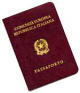 COMUNITÀ EUROPEA
REPUBBLICA ITALIANA
PASSAPORTO